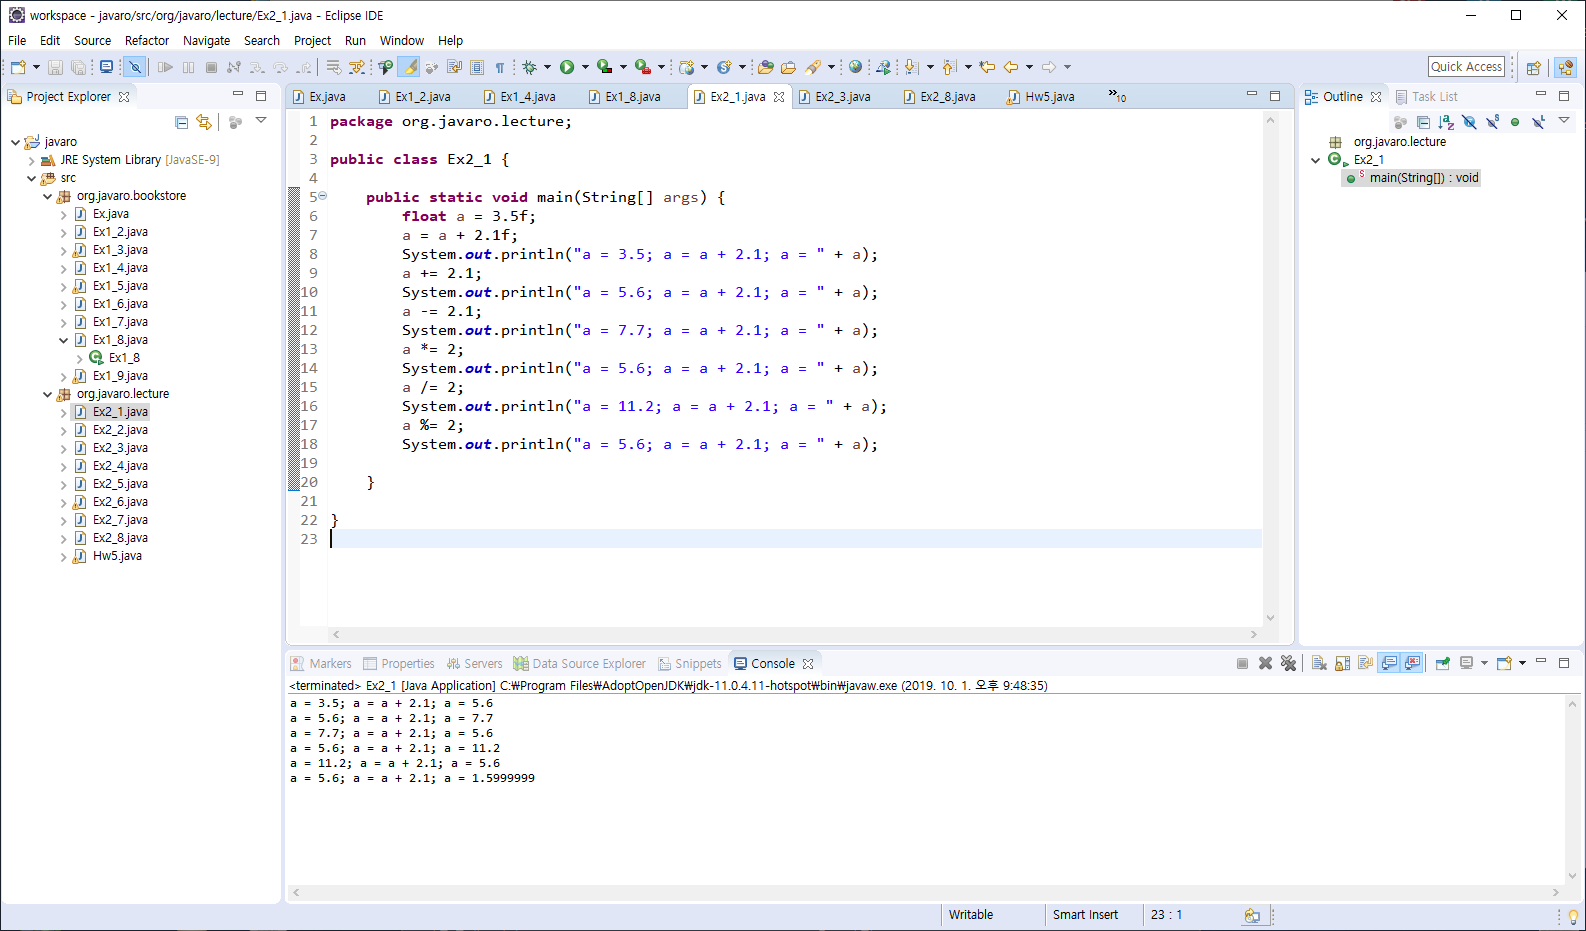 workspace - javaro/src/org/javaro/lecture/Ex2_1.java - Eclipse IDE
File Edit Source Refactor Navigate Search Project Run Window Help
Quick Access
Project Explorer
javaro
JRE System Library [JavaSE-9]
src
org.javaro.bookstore
Ex.java
Ex1_2.java
Ex1_3.java
Ex1_4.java
Ex1_5.java
Ex1_6.java
Ex1_7.java
Ex1_8.java
Ex1_8
Ex1_9.java
org.javaro.lecture
Ex2_1.java
Ex2_2.java
Ex2_3.java
Ex2_4.java
Ex2_5.java
Ex2_6.java
Ex2_7.java
Ex2_8.java
Hw5.java
Ex.java Ex1_2.java Ex1_4.java Ex1_8.java Ex2_1.java Ex2_3.java Ex2_8.java Hw5.java »10
1 package org.javaro.lecture;
2
3 public class Ex2_1 {
4
5 public static void main(String[] args) {
6 float a = 3.5f;
7 a = a + 2.1f;
8 System.out.println("a = 3.5; a = a + 2.1; a = " + a);
9 a += 2.1;
10 System.out.println("a = 5.6; a = a + 2.1; a = " + a);
11 a -= 2.1;
12 System.out.println("a = 7.7; a = a + 2.1; a = " + a);
13 a *= 2;
14 System.out.println("a = 5.6; a = a + 2.1; a = " + a);
15 a /= 2;
16 System.out.println("a = 11.2; a = a + 2.1; a = " + a);
17 a %= 2;
18 System.out.println("a = 5.6; a = a + 2.1; a = " + a);
19
20 }
21
22 }
23
Outline Task List
org.javaro.lecture
Ex2_1
main(String[]) : void
Markers Properties Servers Data Source Explorer Snippets Console
<terminated> Ex2_1 [Java Application] C:₩Program Files₩AdoptOpenJDK₩jdk-11.0.4.11-hotspot₩bin₩javaw.exe (2019. 10. 1. 오후 9:48:35)
a = 3.5; a = a + 2.1; a = 5.6
a = 5.6; a = a + 2.1; a = 7.7
a = 7.7; a = a + 2.1; a = 5.6
a = 5.6; a = a + 2.1; a = 11.2
a = 11.2; a = a + 2.1; a = 5.6
a = 5.6; a = a + 2.1; a = 1.5999999
Writable Smart Insert 23 : 1